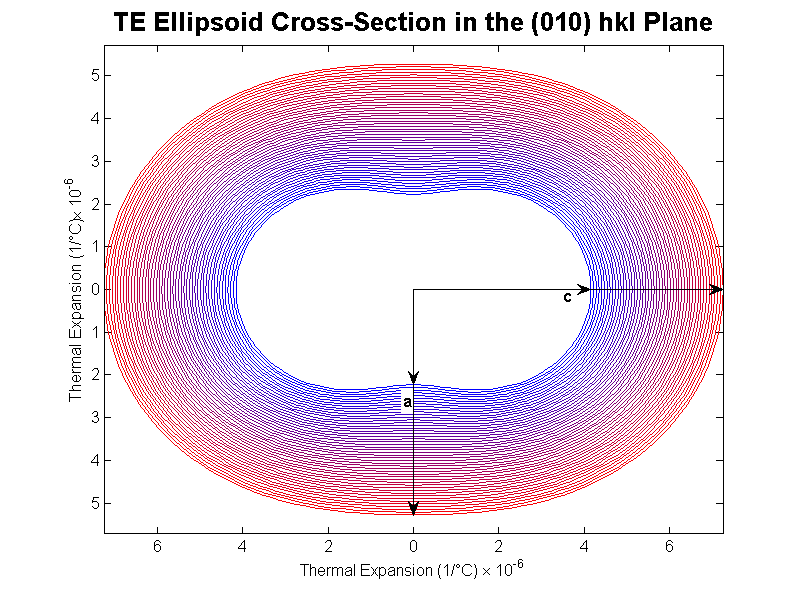 TE Ellipsoid Cross-Section in the (010) hkl Plane
Thermal Expansion (1/°C)× 10⁻⁶
5
4
3
2
1
0
1
2
3
4
5
c
a
6 4 2 0 2 4 6
Thermal Expansion (1/°C) × 10⁻⁶